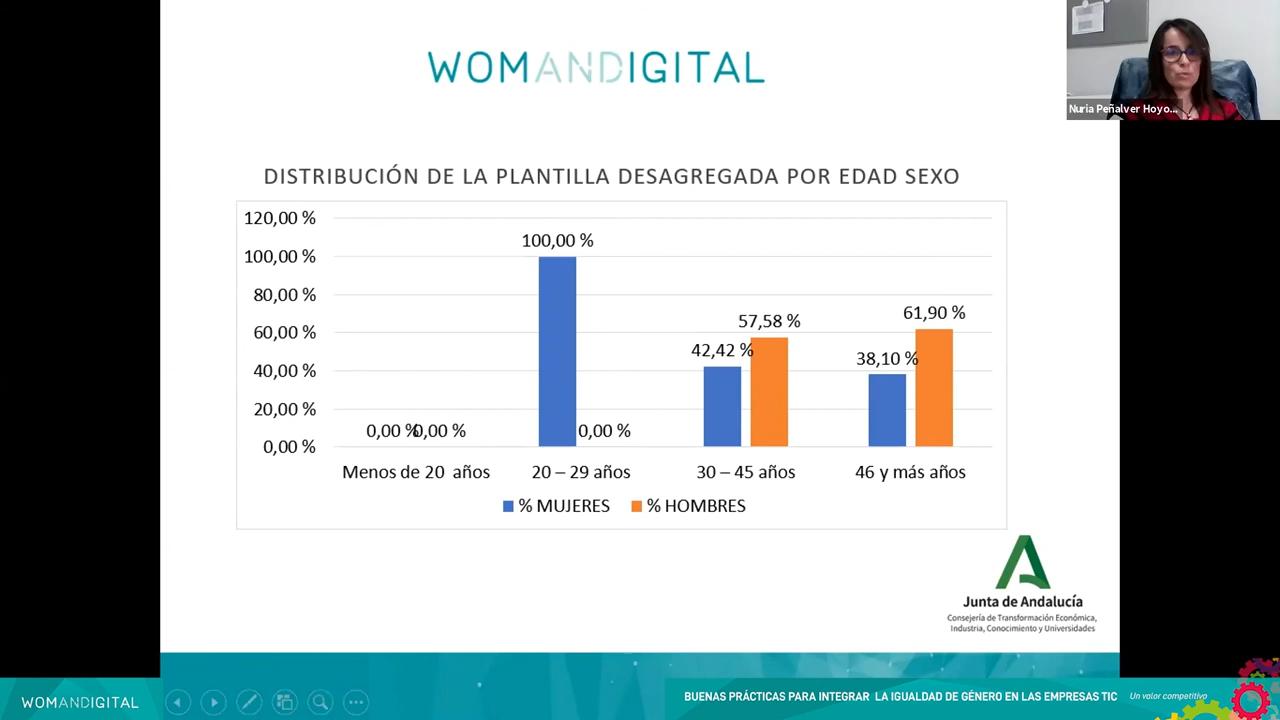 WOMANDIGITAL
Nuria Peñalver Hoyo...
DISTRIBUCIÓN DE LA PLANTILLA DESAGREGADA POR EDAD SEXO
120,00 %
100,00 %
80,00 %
60,00 %
40,00 %
20,00 %
0,00 %
0,00 %
0,00 %
100,00 %
0,00 %
42,42 %
57,58 %
38,10 %
61,90 %
Menos de 20 años
20 – 29 años
30 – 45 años
46 y más años
% MUJERES
% HOMBRES
Junta de Andalucía
Consejería de Transformación Económica,
Industria, Conocimiento y Universidades
WOMANDIGITAL
BUENAS PRÁCTICAS PARA INTEGRAR LA IGUALDAD DE GÉNERO EN LAS EMPRESAS TIC
Un valor competitivo